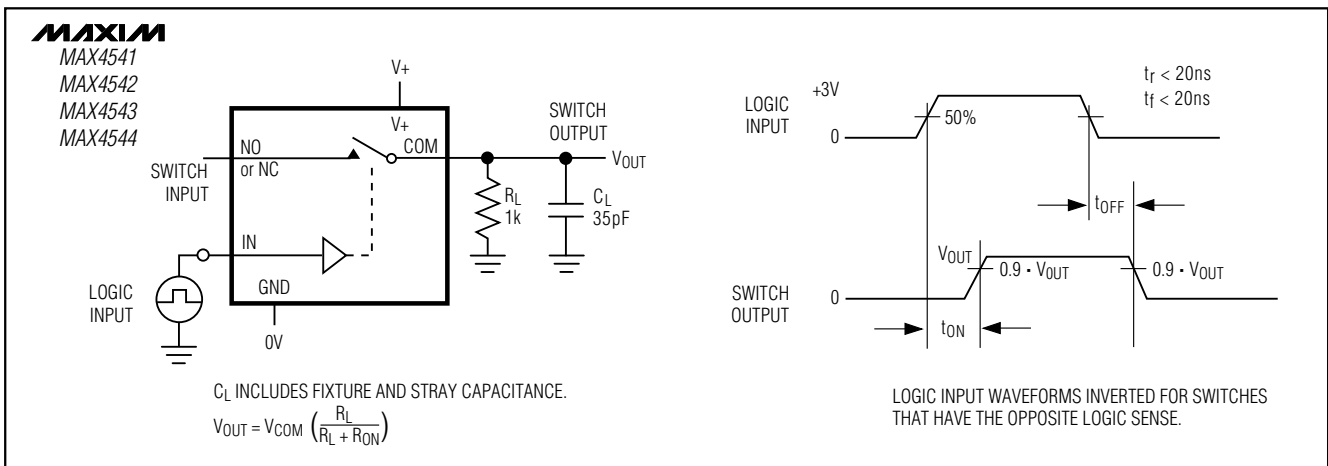 MAXIM
MAX4541
MAX4542
MAX4543
MAX4544
V+
V+
NO
or NC
COM
SWITCH
INPUT
SWITCH
OUTPUT
VOUT
RL
1k
CL
35pF
IN
LOGIC
INPUT
GND
0V
CL INCLUDES FIXTURE AND STRAY CAPACITANCE.
VOUT = VCOM (RL / RL + RON)
LOGIC
INPUT
+3V
0
50%
tr < 20ns
tf < 20ns
tOFF
SWITCH
OUTPUT
VOUT
0
0.9 · VOUT
0.9 · VOUT
tON
LOGIC INPUT WAVEFORMS INVERTED FOR SWITCHES
THAT HAVE THE OPPOSITE LOGIC SENSE.